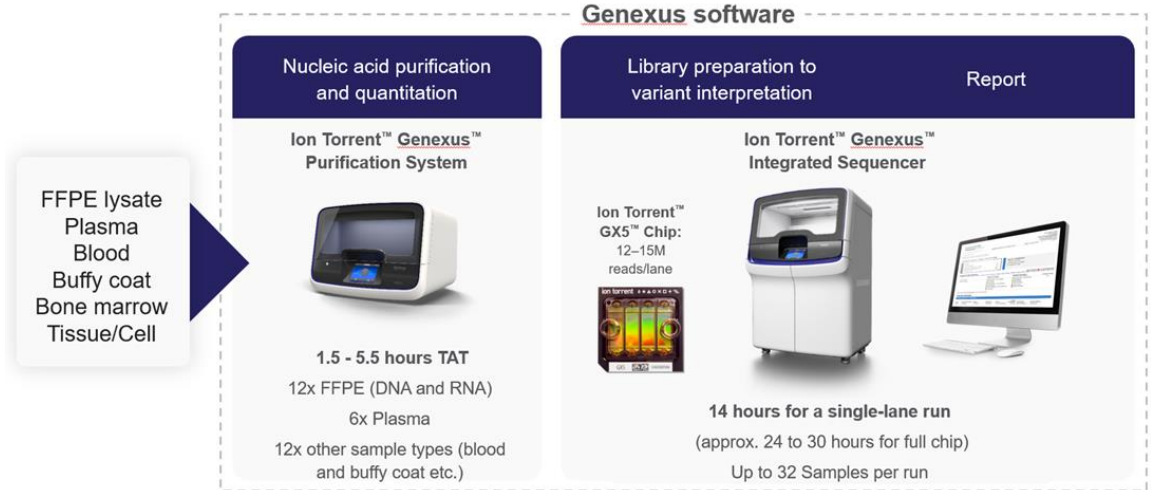 Genexus software
Nucleic acid purification
and quantitation
Library preparation to
variant interpretation
Report
FFPE lysate
Plasma
Blood
Buffy coat
Bone marrow
Tissue/Cell
Ion Torrent™ Genexus™
Purification System
1.5 - 5.5 hours TAT
12x FFPE (DNA and RNA)
6x Plasma
12x other sample types (blood
and buffy coat etc.)
Ion Torrent™ Genexus™
Integrated Sequencer
Ion Torrent™
GX5™ Chip:
12–15M
reads/lane
ion torrent
GX5
14 hours for a single-lane run
(approx. 24 to 30 hours for full chip)
Up to 32 Samples per run